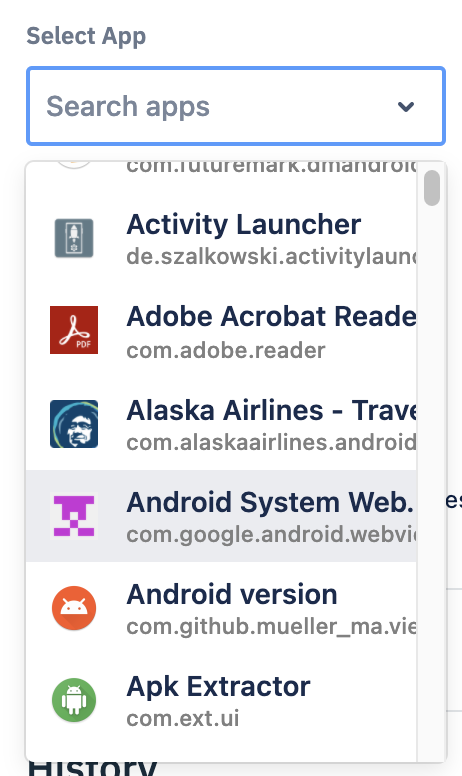 Select App
Search apps
com.futuremark.dmandroid
Activity Launcher
de.szalkowski.activitylaun
Adobe Acrobat Reade
PDF
com.adobe.reader
Alaska Airlines - Trave
com.alaskaairlines.android
Android System Web.
es
com.google.android.webvie
Android version
com.github.mueller_ma.vie
Apk Extractor
com.ext.ui
History